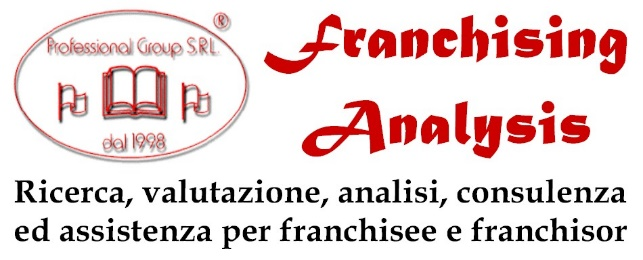 ®
Professional Group S.R.L.
dal 1998
Franchising
Analysis
Ricerca, valutazione, analisi, consulenza
ed assistenza per franchisee e franchisor